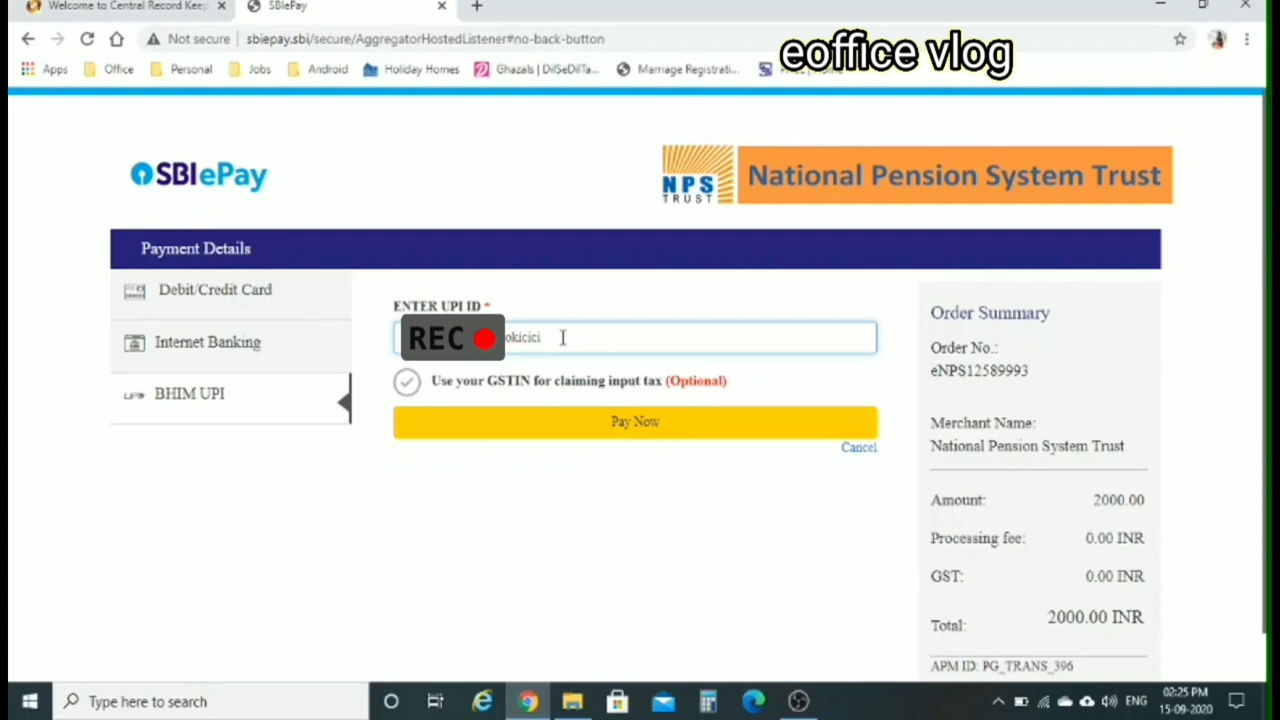 Welcome to Central Record Keep
SBIePay
Not secure
sbiepay.sbi/secure/AggregatorHostedListener#no-back-button
eoffice vlog
Apps
Office
Personal
Jobs
Android
Holiday Homes
Ghazals | DilSeDilTa...
Marriage Registrati...
SBIePay
NPS
TRUST
National Pension System Trust
Payment Details
Debit/Credit Card
Internet Banking
BHIM UPI
ENTER UPI ID *
REC
okicici
Use your GSTIN for claiming input tax (Optional)
Pay Now
Cancel
Order Summary
Order No.:
eNPS12589993
Merchant Name:
National Pension System Trust
Amount: 2000.00
Processing fee: 0.00 INR
GST: 0.00 INR
Total: 2000.00 INR
APM ID: PG_TRANS_396
Type here to search
ENG
02:25 PM
15-09-2020